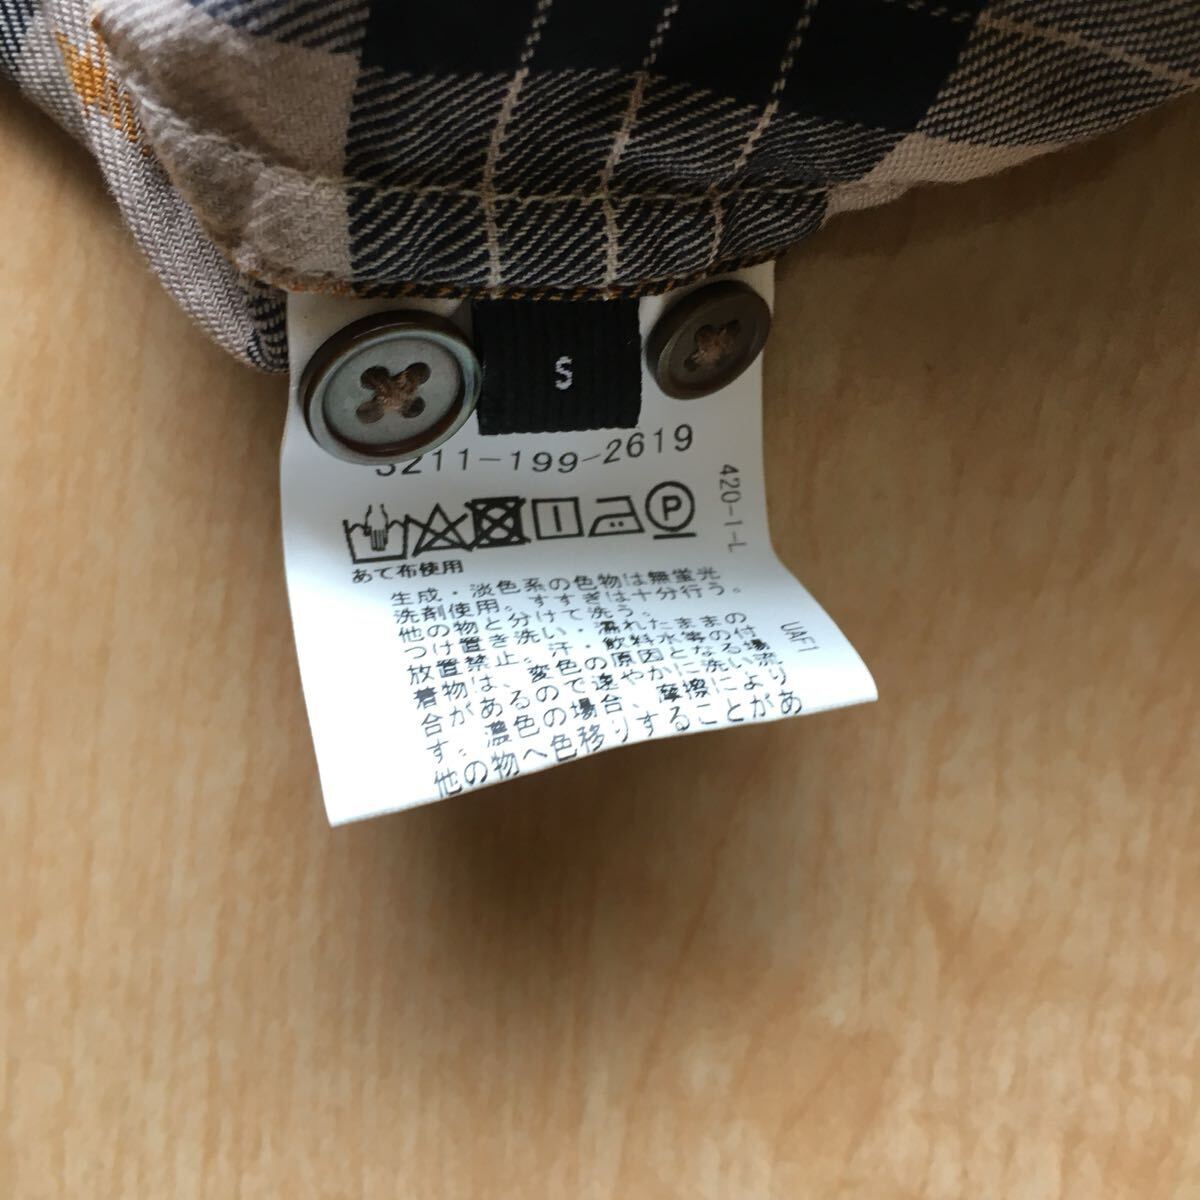 S
3211-199-2619
P
420-1-L
あて布使用
生成・淡色系の色物は無蛍光
洗剤使用。すすぎは十分行う。
他の物と分けて洗う。
つけ置き洗い・濡れたままの
放置禁止。汗・飲料水等の付
着物は、変色の原因となる場
合があるので速やかに洗い流
す。濃色の場合、摩擦により
他の物へ色移りすることがあ
UAF1